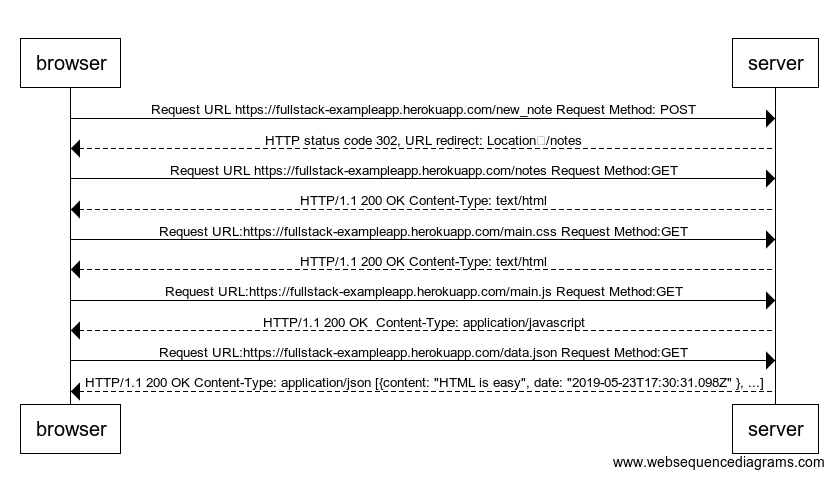 browser server
Request URL https://fullstack-exampleapp.herokuapp.com/new_note Request Method: POST
HTTP status code 302, URL redirect: Location□/notes
Request URL https://fullstack-exampleapp.herokuapp.com/notes Request Method:GET
HTTP/1.1 200 OK Content-Type: text/html
Request URL:https://fullstack-exampleapp.herokuapp.com/main.css Request Method:GET
HTTP/1.1 200 OK Content-Type: text/html
Request URL:https://fullstack-exampleapp.herokuapp.com/main.js Request Method:GET
HTTP/1.1 200 OK  Content-Type: application/javascript
Request URL:https://fullstack-exampleapp.herokuapp.com/data.json Request Method:GET
HTTP/1.1 200 OK Content-Type: application/json [{content: "HTML is easy", date: "2019-05-23T17:30:31.098Z" }, ...]
browser server
www.websequencediagrams.com